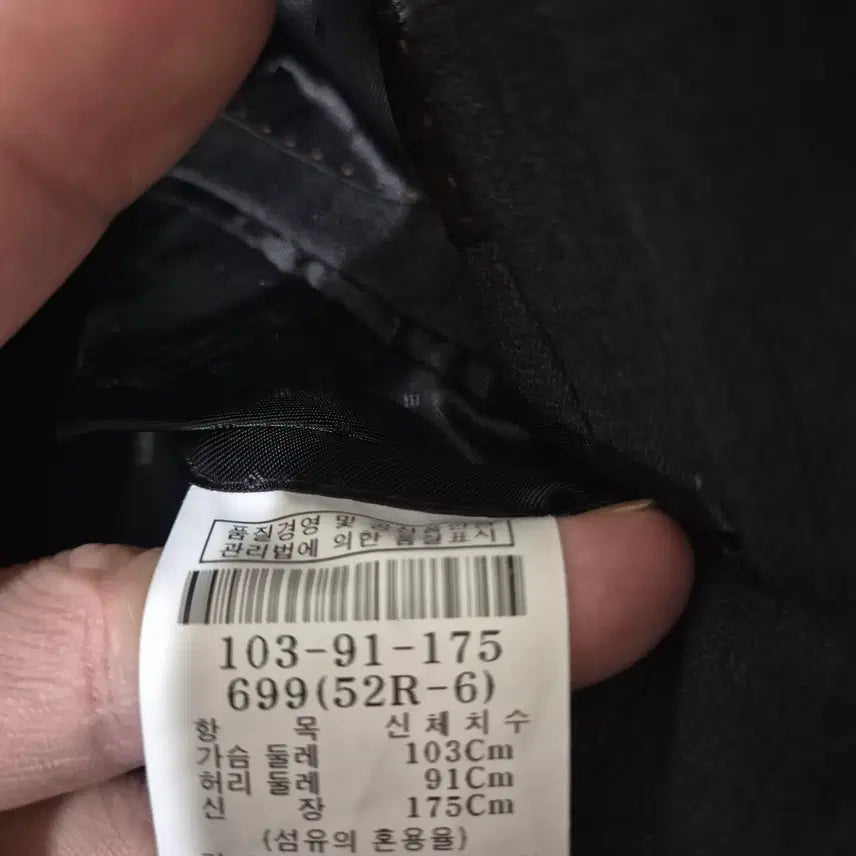 품질경영 및 공산품안전
관리법에 의한 품질표시
103-91-175
699(52R-6)
항 목 신체치수
가슴 둘레 103Cm
허리 둘레 91Cm
신 장 175Cm
(섬유의 혼용율)